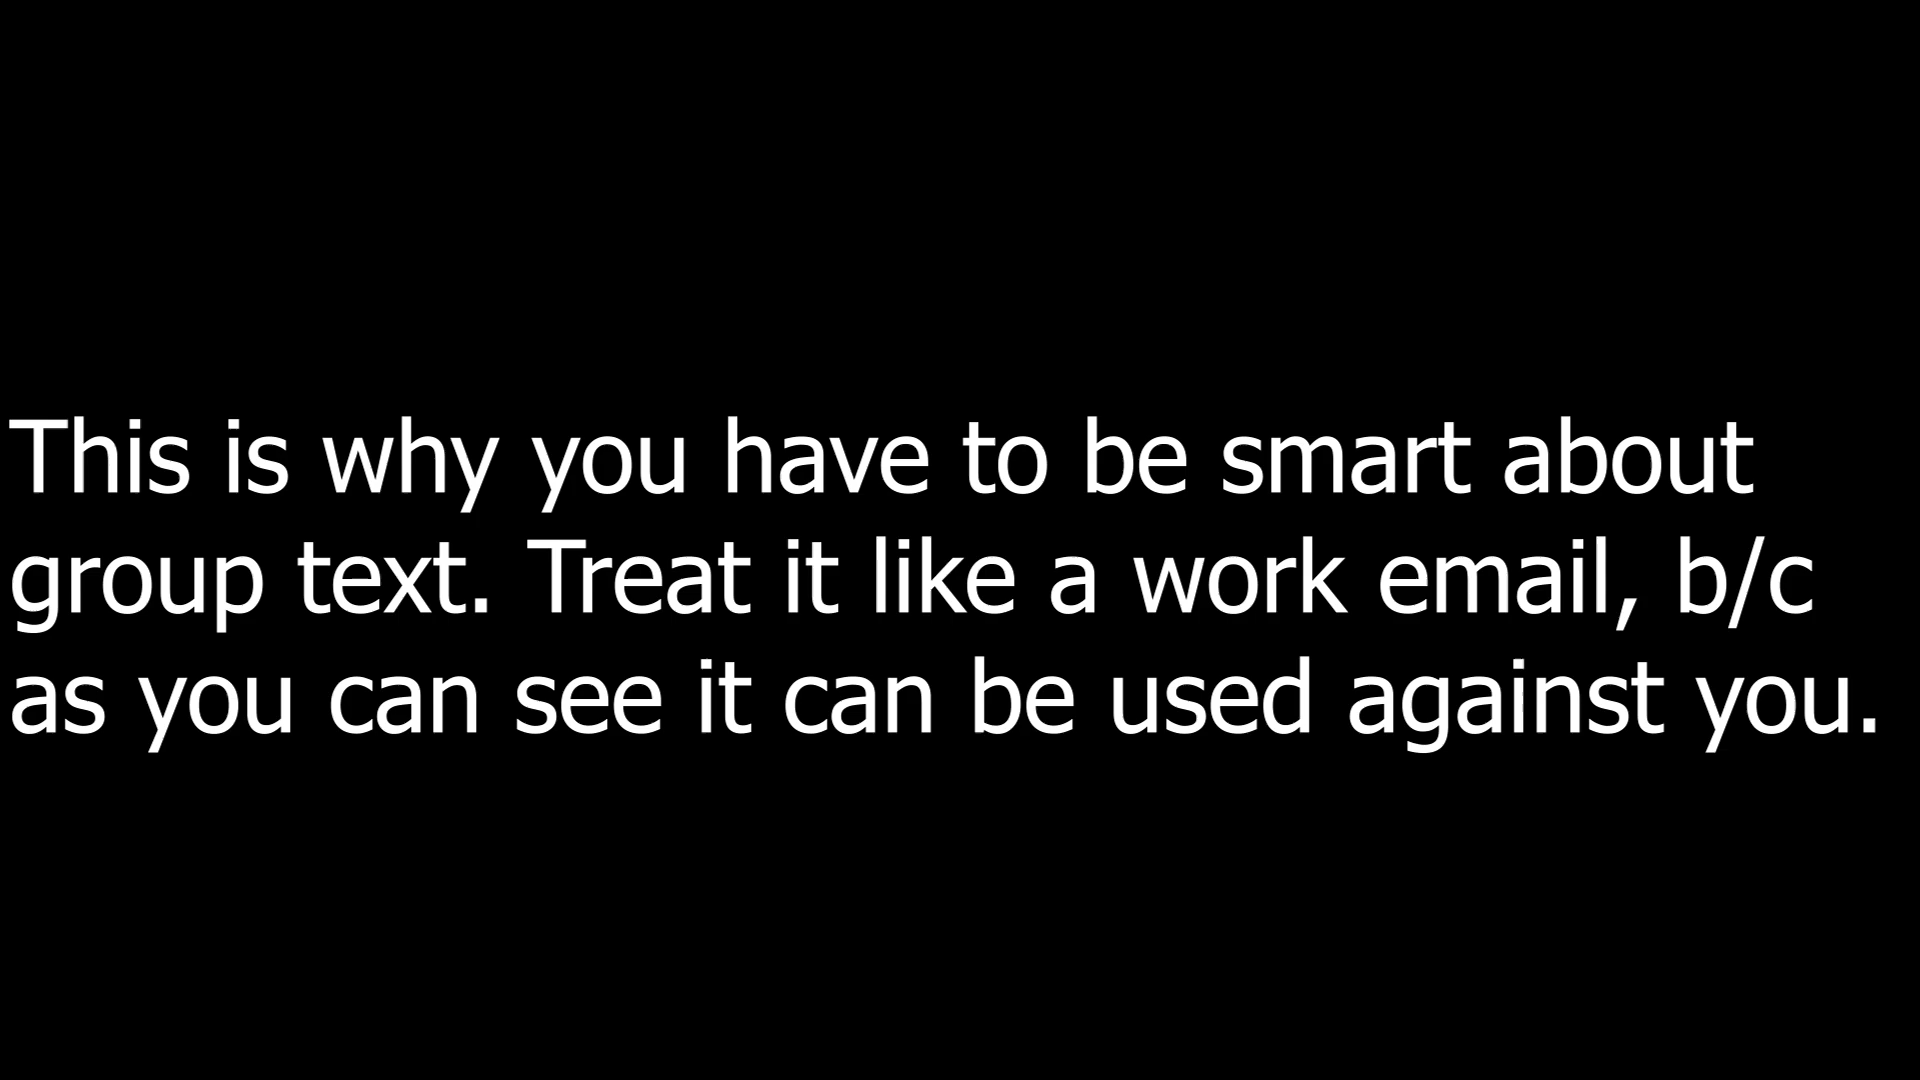 This is why you have to be smart about
group text. Treat it like a work email, b/c
as you can see it can be used against you.